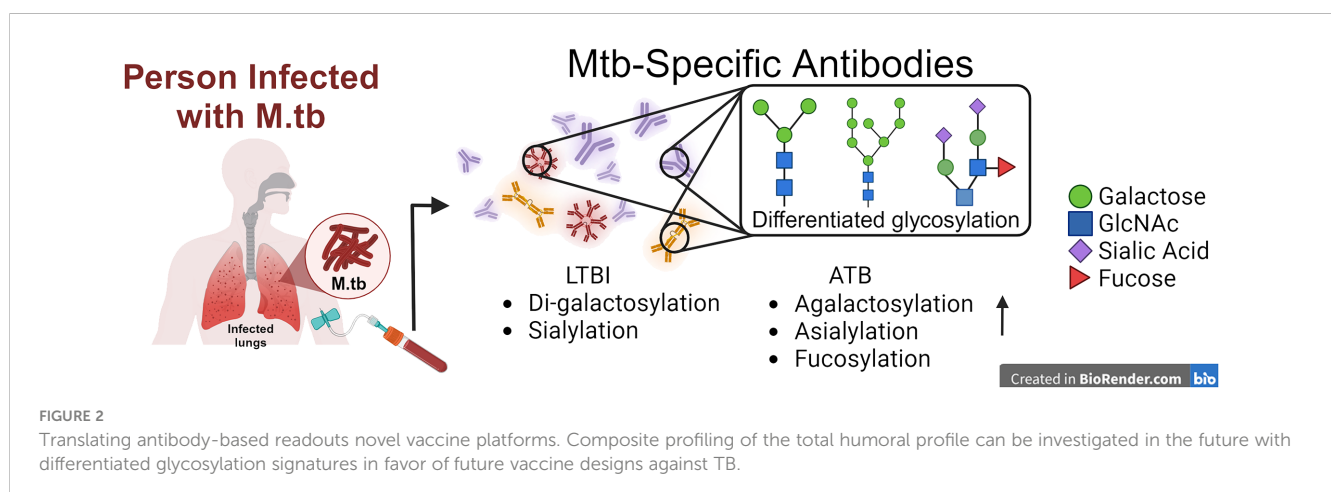 Person Infected
with M.tb
M.tb
Infected
lungs
Mtb-Specific Antibodies
Differentiated glycosylation
LTBI
• Di-galactosylation
• Sialylation
ATB
• Agalactosylation
• Asialylation
• Fucosylation
Galactose
GlcNAc
Sialic Acid
Fucose
Created in BioRender.com bio
FIGURE 2
Translating antibody-based readouts novel vaccine platforms. Composite profiling of the total humoral profile can be investigated in the future with
differentiated glycosylation signatures in favor of future vaccine designs against TB.